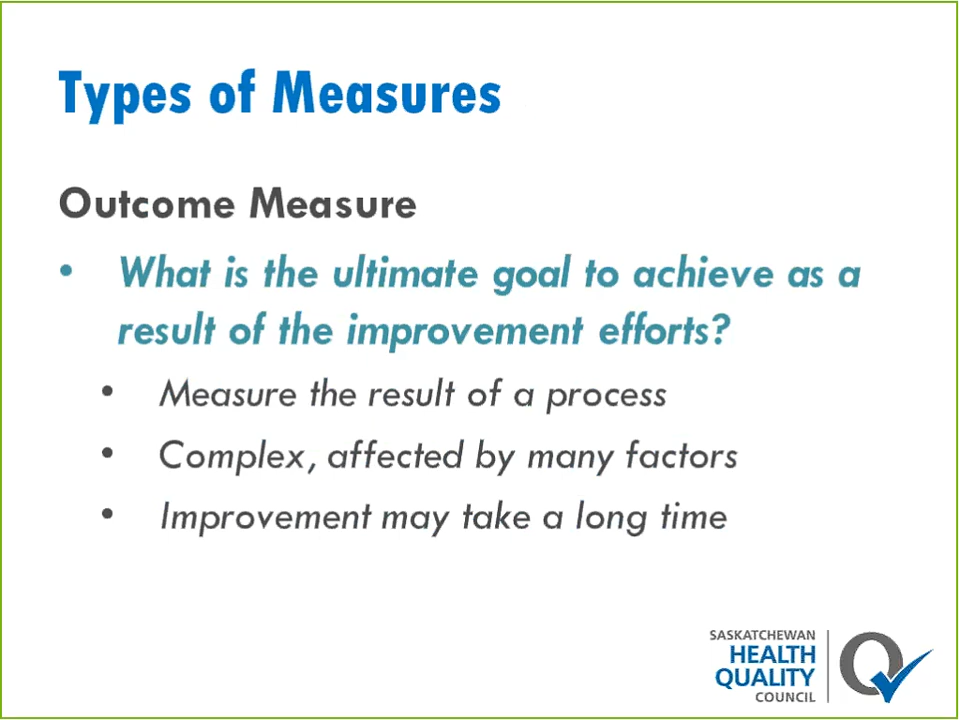 Types of Measures
Outcome Measure
• What is the ultimate goal to achieve as a
result of the improvement efforts?
• Measure the result of a process
• Complex, affected by many factors
• Improvement may take a long time
SASKATCHEWAN
HEALTH
QUALITY
COUNCIL
Q